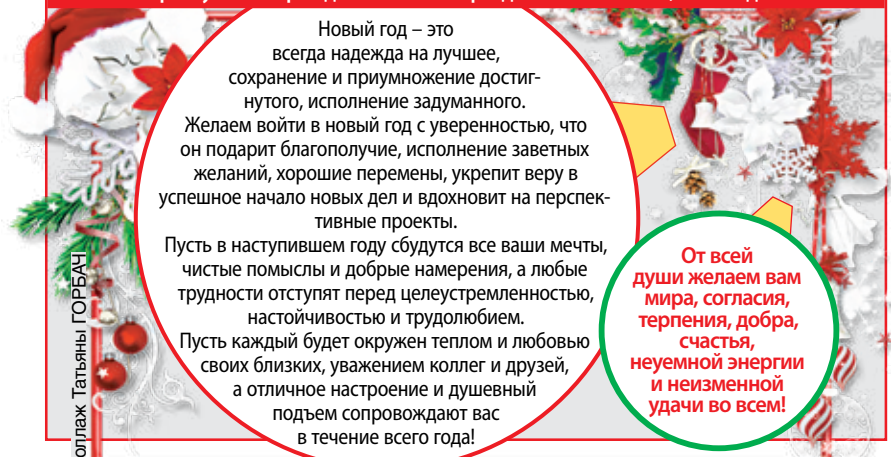 Новый год – это
всегда надежда на лучшее,
сохранение и приумножение достиг-
нутого, исполнение задуманного.
Желаем войти в новый год с уверенностью, что
он подарит благополучие, исполнение заветных
желаний, хорошие перемены, укрепит веру в
успешное начало новых дел и вдохновит на перспек-
тивные проекты.
Пусть в наступившем году сбудутся все ваши мечты,
чистые помыслы и добрые намерения, а любые
трудности отступят перед целеустремленностью,
настойчивостью и трудолюбием.
Пусть каждый будет окружен теплом и любовью
своих близких, уважением коллег и друзей,
а отличное настроение и душевный
подъем сопровождают вас
в течение всего года!
От всей
души желаем вам
мира, согласия,
терпения, добра,
счастья,
неуемной энергии
и неизменной
удачи во всем!
Татьяны ГОРБАЧ